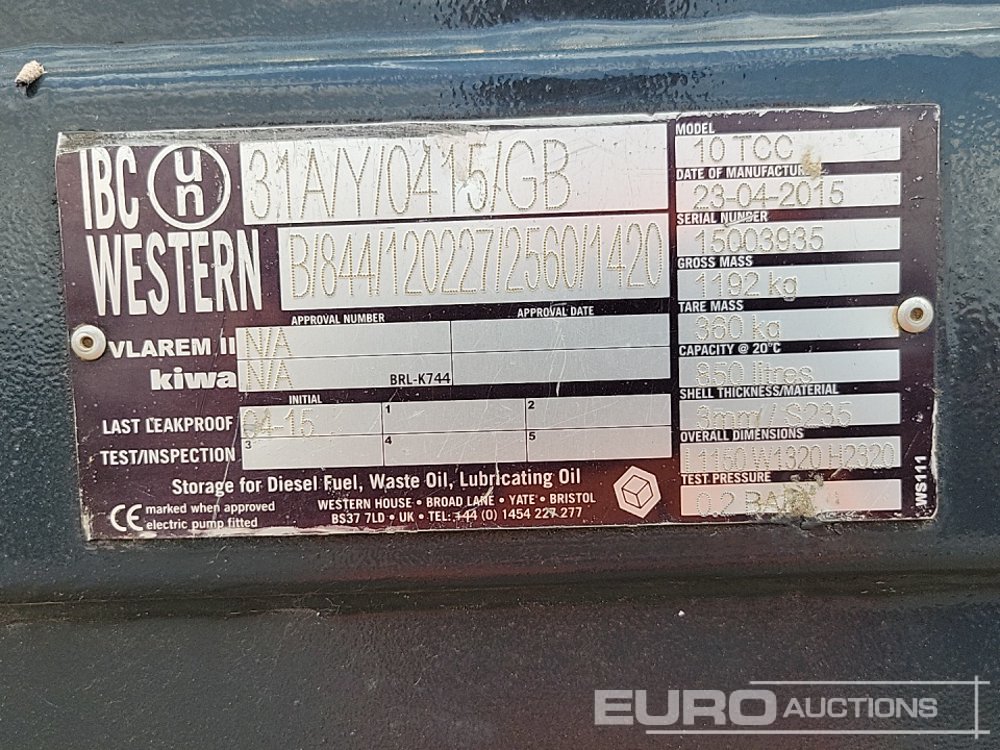 IBC un 31A/Y/0415/GB
WESTERN B/844/120227/2560/1420
APPROVAL NUMBER APPROVAL DATE
VLAREM II N/A
kiwa N/A BRL-K744
INITIAL 1 2
LAST LEAKPROOF 04-15
TEST/INSPECTION 3 4 5
Storage for Diesel Fuel, Waste Oil, Lubricating Oil
CE marked when approved
electric pump fitted
WESTERN HOUSE • BROAD LANE • YATE • BRISTOL
BS37 7LD • UK • TEL: +44 (0) 1454 227 277
MODEL
10 TCC
DATE OF MANUFACTURE
23-04-2015
SERIAL NUMBER
15003935
GROSS MASS
1192 kg
TARE MASS
360 kg
CAPACITY @ 20°C
850 litres
SHELL THICKNESS/MATERIAL
3mm / S235
OVERALL DIMENSIONS
L1150 W1320 H2320
TEST PRESSURE
0.2 BAR
WS111
EURO AUCTIONS